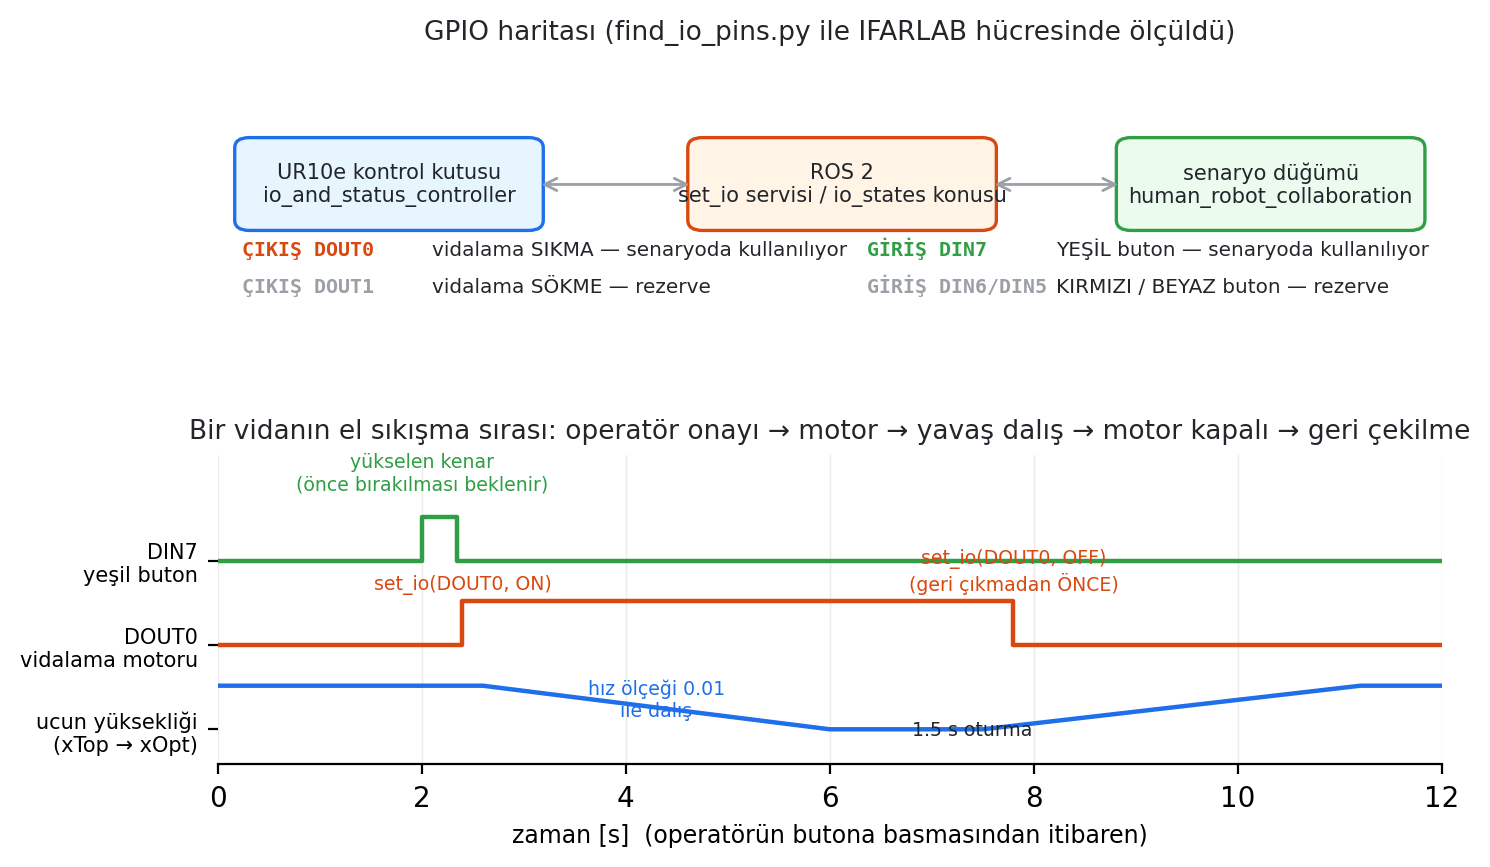 GPIO haritası (find_io_pins.py ile IFARLAB hücresinde ölçüldü)
UR10e kontrol kutusu
io_and_status_controller
ROS 2
set_io servisi / io_states konusu
senaryo düğümü
human_robot_collaboration
ÇIKIŞ DOUT0 vidalama SIKMA — senaryoda kullanılıyor
GİRİŞ DIN7 YEŞİL buton — senaryoda kullanılıyor
ÇIKIŞ DOUT1 vidalama SÖKME — rezerve
GİRİŞ DIN6/DIN5 KIRMIZI / BEYAZ buton — rezerve
Bir vidanın el sıkışma sırası: operatör onayı → motor → yavaş dalış → motor kapalı → geri çekilme
yükselen kenar
(önce bırakılması beklenir)
DIN7
yeşil buton
set_io(DOUT0, ON)
set_io(DOUT0, OFF)
(geri çıkmadan ÖNCE)
DOUT0
vidalama motoru
hız ölçeği 0.01
ile dalış
ucun yüksekliği
(xTop → xOpt)
1.5 s oturma
0 2 4 6 8 10 12
zaman [s] (operatörün butona basmasından itibaren)